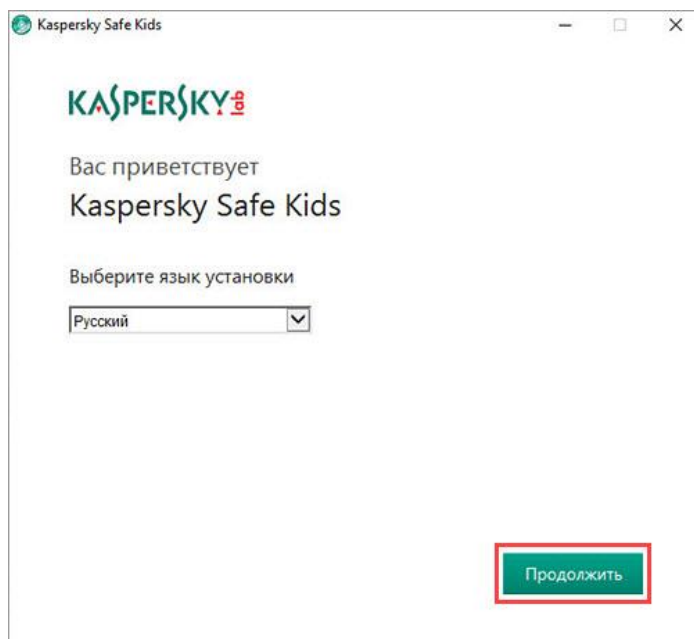 Kaspersky Safe Kids
KASPERSKY lab
Вас приветствует
Kaspersky Safe Kids
Выберите язык установки
Русский
Продолжить